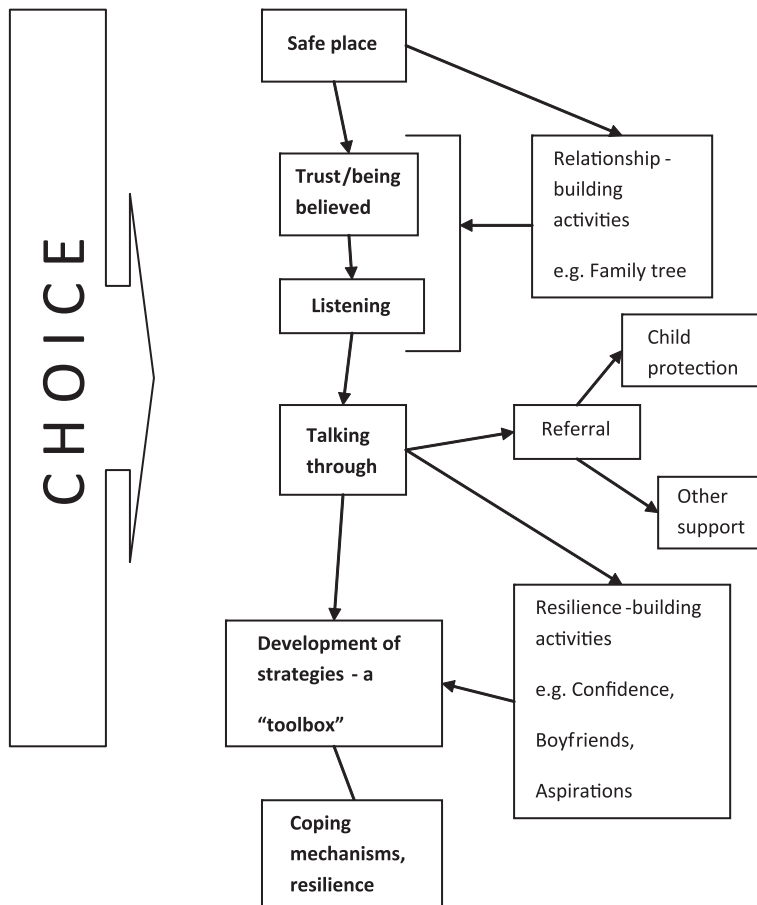 CHOICE
Safe place
Trust/being
believed
Relationship -
building
activities
e.g. Family tree
Listening
Child
protection
Talking
through
Referral
Other
support
Resilience -building
activities
e.g. Confidence,
Boyfriends,
Aspirations
Development of
strategies - a
“toolbox”
Coping
mechanisms,
resilience